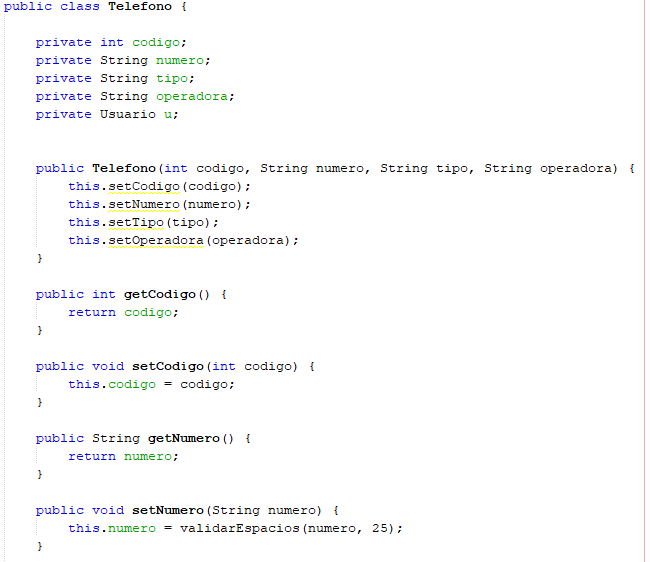 public class Telefono {
private int codigo;
private String numero;
private String tipo;
private String operadora;
private Usuario u;
public Telefono(int codigo, String numero, String tipo, String operadora) {
this.setCodigo(codigo);
this.setNumero(numero);
this.setTipo(tipo);
this.setOperadora(operadora);
}
public int getCodigo() {
return codigo;
}
public void setCodigo(int codigo) {
this.codigo = codigo;
}
public String getNumero() {
return numero;
}
public void setNumero(String numero) {
this.numero = validarEspacios(numero, 25);
}